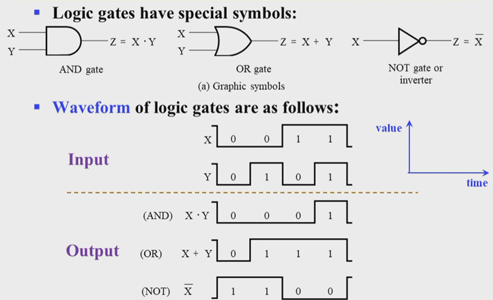 ▪ Logic gates have special symbols:
X Y Z = X · Y X Y Z = X + Y X Z = X̅
AND gate OR gate NOT gate or inverter
(a) Graphic symbols
▪ Waveform of logic gates are as follows:
value
time
Input
X 0 0 1 1
Y 0 1 0 1
Output
(AND) X · Y 0 0 0 1
(OR) X + Y 0 1 1 1
(NOT) X̅ 1 1 0 0